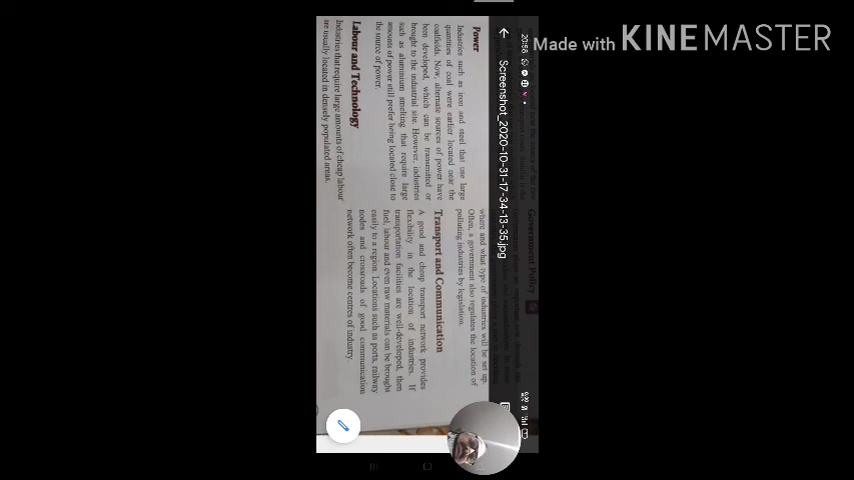 Made with KINEMASTER
20:56
Screenshot_2020-10-31-17-34-13-35.jpg
Power
Industries such as iron and steel that use large
quantities of coal were earlier located near the
coalfields. Now, alternate sources of power have
been developed, which can be transmitted or
brought to the industrial site. However, industries
such as aluminium smelting that require large
amounts of power still prefer being located close to
the source of power.
Labour and Technology
Industries that require large amounts of cheap labour
are usually located in densely populated areas.
Government Policy
where and what type of industries will be set up.
Often, a government also regulates the location of
polluting industries by legislation.
Transport and Communication
A good and cheap transport network provides
flexibility in the location of industries. If
transportation facilities are well-developed, then
fuel, labour and even raw materials can be brought
easily to a region. Locations such as ports, railway
nodes and crossroads of good communication
network often become centres of industry.